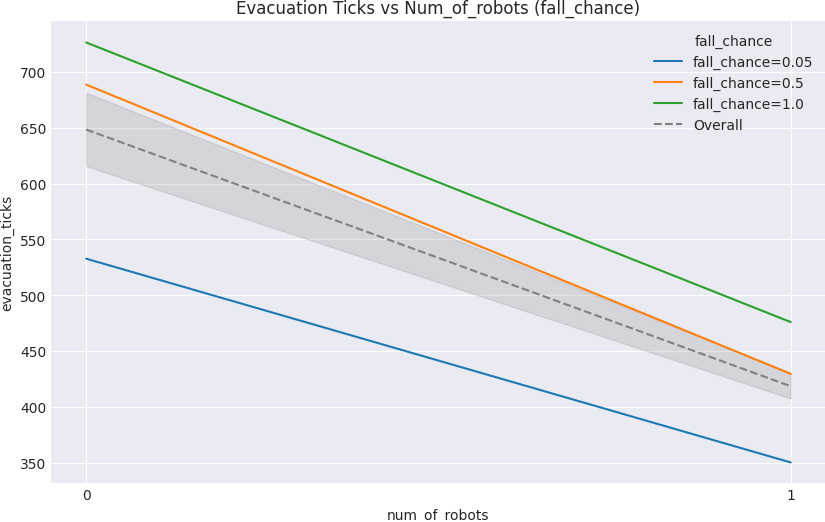 Evacuation Ticks vs Num_of_robots (fall_chance)
fall_chance
fall_chance=0.05
fall_chance=0.5
fall_chance=1.0
Overall
evacuation_ticks
700
650
600
550
500
450
400
350
0
1
num_of_robots